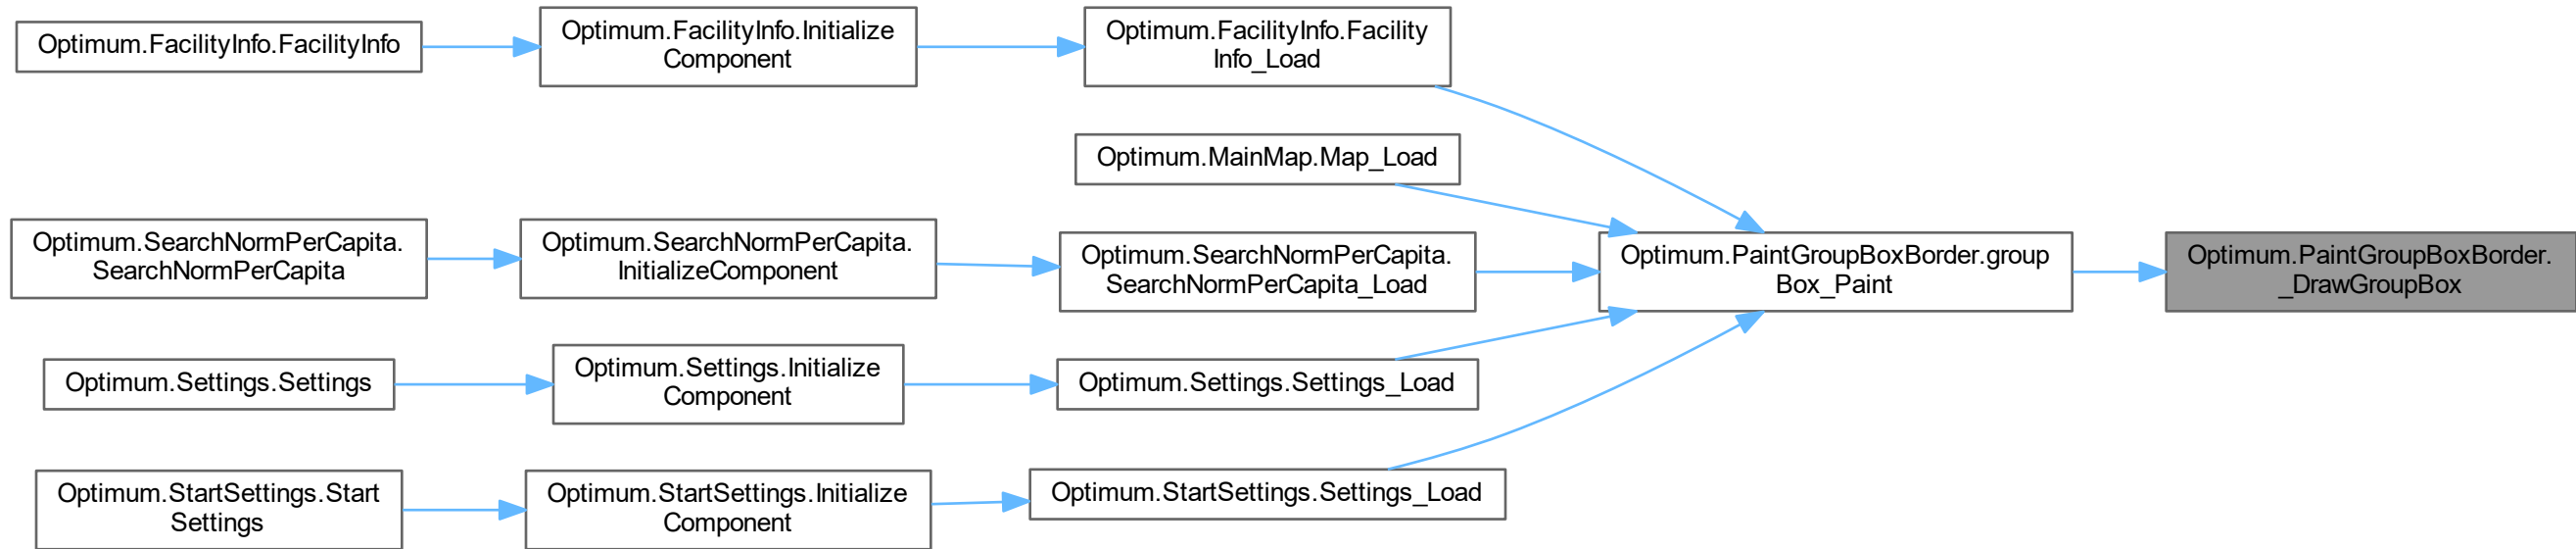 Optimum.FacilityInfo.FacilityInfo
Optimum.FacilityInfo.Initialize
Component
Optimum.FacilityInfo.Facility
Info_Load
Optimum.MainMap.Map_Load
Optimum.SearchNormPerCapita.
SearchNormPerCapita
Optimum.SearchNormPerCapita.
InitializeComponent
Optimum.SearchNormPerCapita.
SearchNormPerCapita_Load
Optimum.PaintGroupBoxBorder.group
Box_Paint
Optimum.PaintGroupBoxBorder.
_DrawGroupBox
Optimum.Settings.Settings
Optimum.Settings.Initialize
Component
Optimum.Settings.Settings_Load
Optimum.StartSettings.Start
Settings
Optimum.StartSettings.Initialize
Component
Optimum.StartSettings.Settings_Load